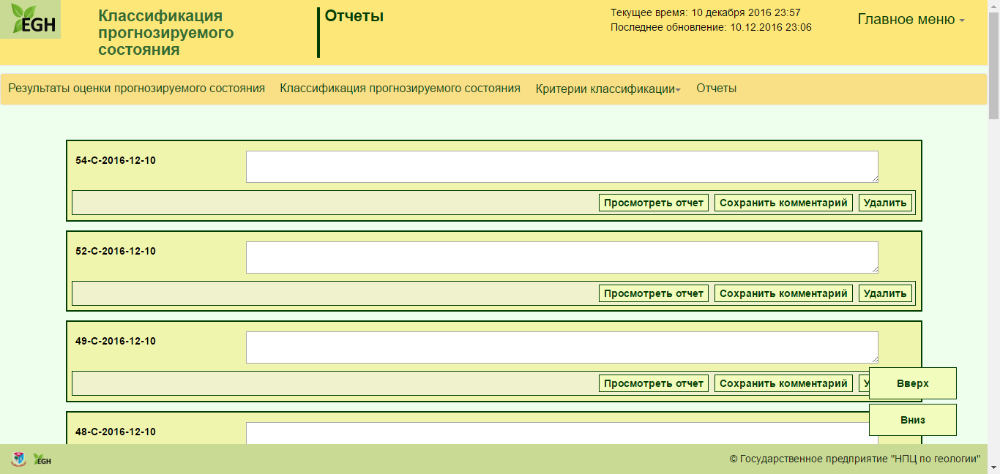 EGH
Классификация
прогнозируемого
состояния
Отчеты
Текущее время: 10 декабря 2016 23:57
Последнее обновление: 10.12.2016 23:06
Главное меню
Результаты оценки прогнозируемого состояния Классификация прогнозируемого состояния Критерии классификации Отчеты
54-С-2016-12-10
Просмотреть отчет Сохранить комментарий Удалить
52-С-2016-12-10
Просмотреть отчет Сохранить комментарий Удалить
49-С-2016-12-10
Просмотреть отчет Сохранить комментарий У
Вверх
Вниз
48-С-2016-12-10
EGH
© Государственное предприятие "НПЦ по геологии"